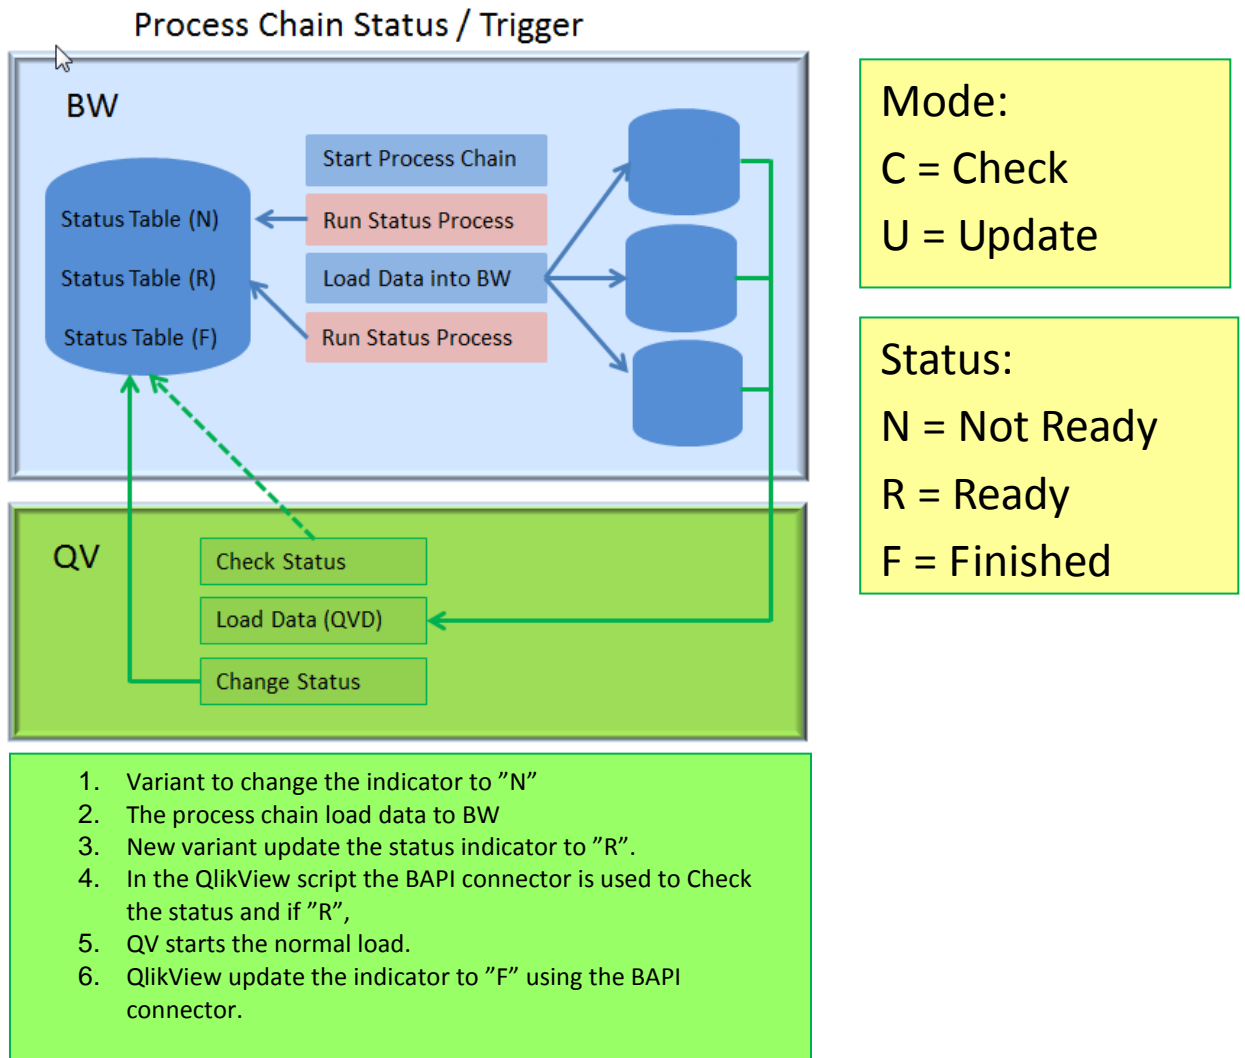 Process Chain Status / Trigger
BW
Start Process Chain
Status Table (N)
Run Status Process
Status Table (R)
Load Data into BW
Status Table (F)
Run Status Process
QV
Check Status
Load Data (QVD)
Change Status
Mode:
C = Check
U = Update
Status:
N = Not Ready
R = Ready
F = Finished
1. Variant to change the indicator to ”N”
2. The process chain load data to BW
3. New variant update the status indicator to ”R”.
4. In the QlikView script the BAPI connector is used to Check
the status and if ”R”,
5. QV starts the normal load.
6. QlikView update the indicator to ”F” using the BAPI
connector.